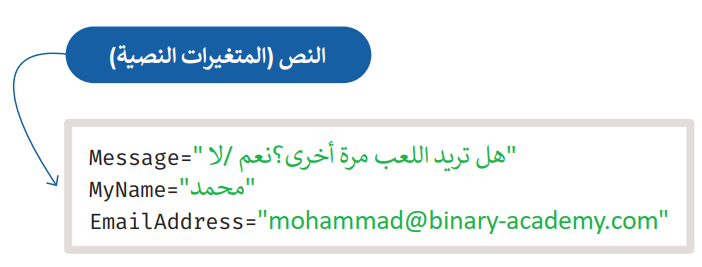 النص (المتغيرات النصية)
Message="هل تريد اللعب مرة أخرى؟نعم /لا"
MyName="محمد"
EmailAddress="mohammad@binary-academy.com"